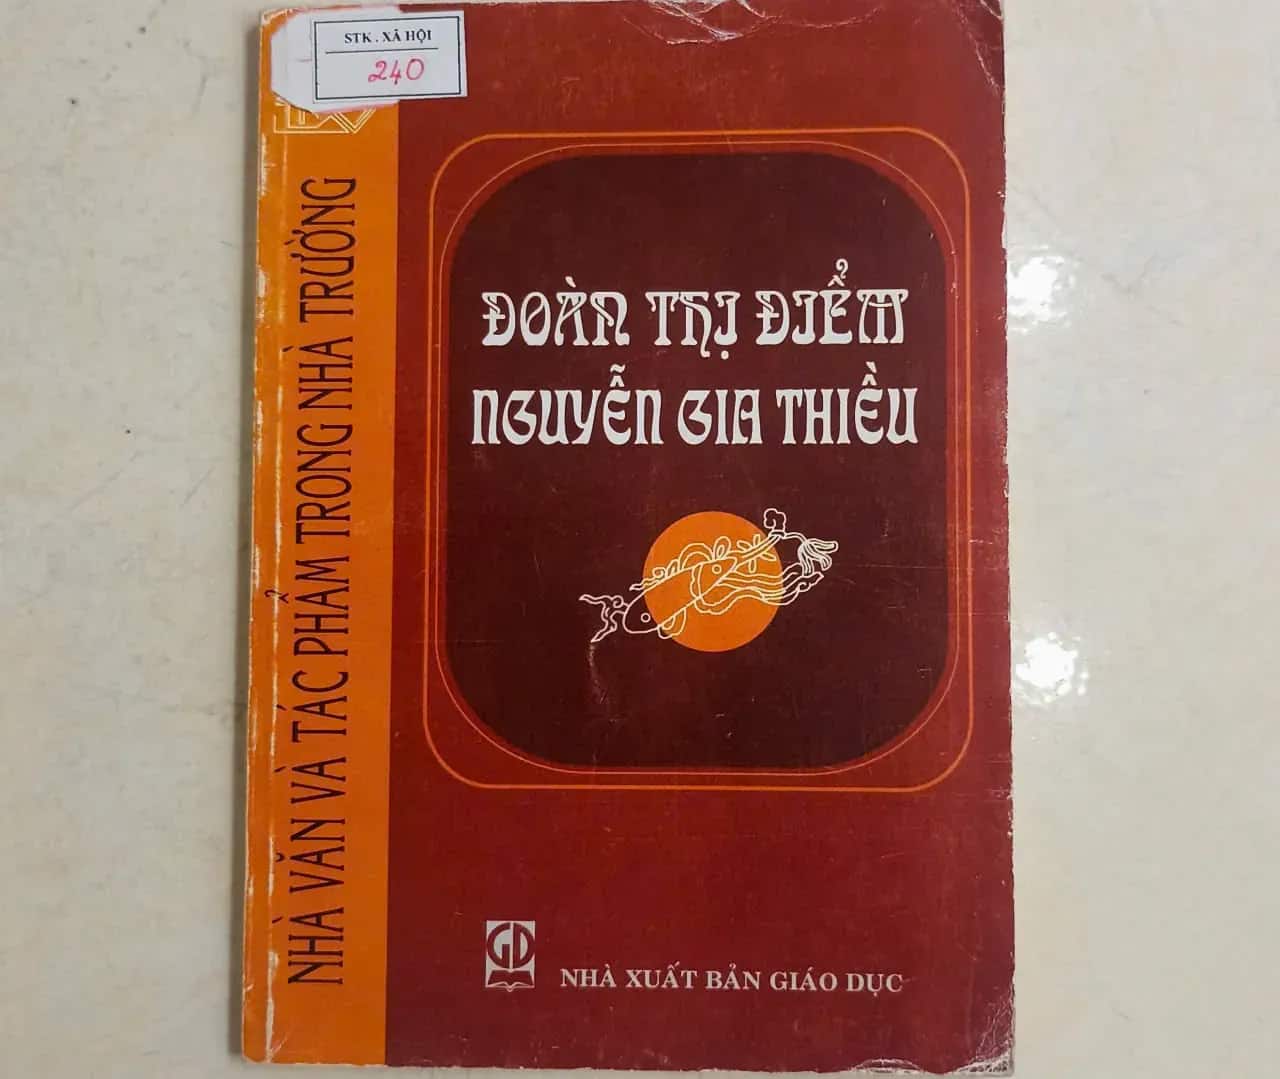 STK . XÃ HỘI
240
NHÀ VĂN VÀ TÁC PHẨM TRONG NHÀ TRƯỜNG
ĐOÀN THỊ ĐIỂM
NGUYỄN GIA THIỀU
GD
NHÀ XUẤT BẢN GIÁO DỤC